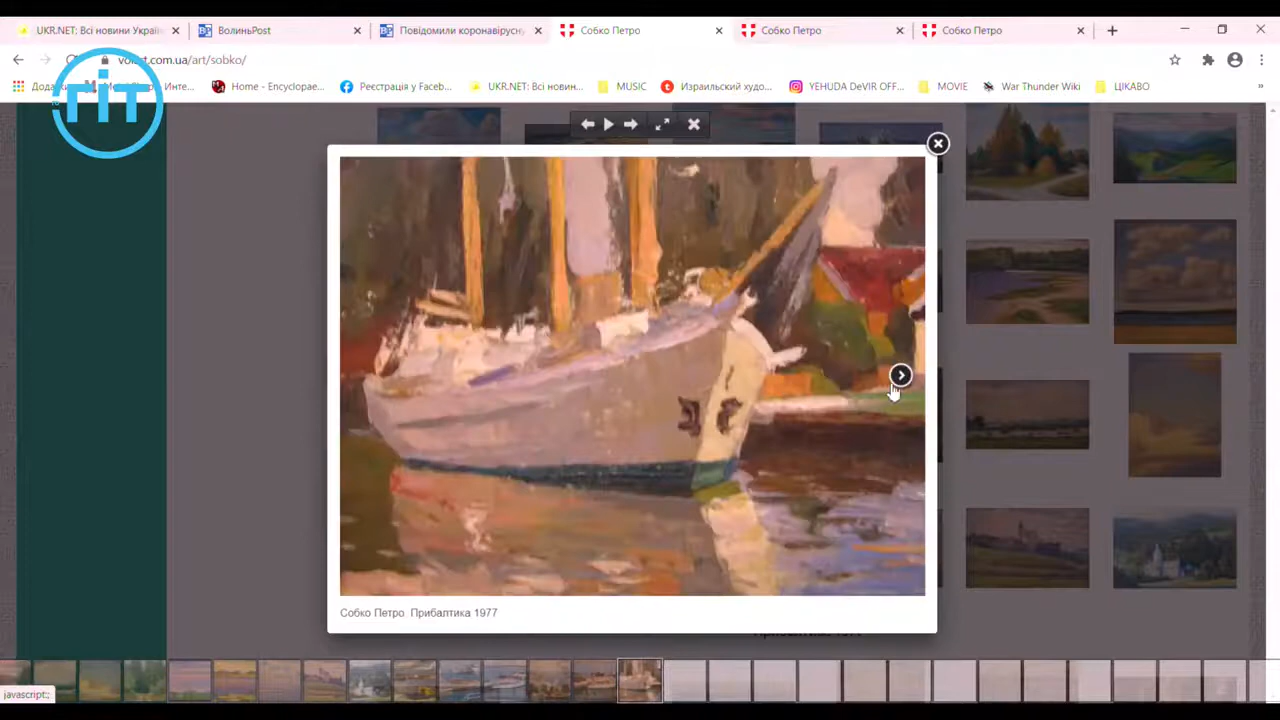 UKR.NET: Всі новини Україн
ВолиньPost
Повідомили коронавірусну
Собко Петро
Собко Петро
Собко Петро
.com.ua/art/sobko/
Home - Encyclopae...
Реєстрація у Faceb...
UKR.NET: Всі новин...
MUSIC
Израильский худо...
YEHUDA DeVIR OFF...
MOVIE
War Thunder Wiki
ЦІКАВО
»
ГІТ
Собко Петро Прибалтика 1977
javascript:;